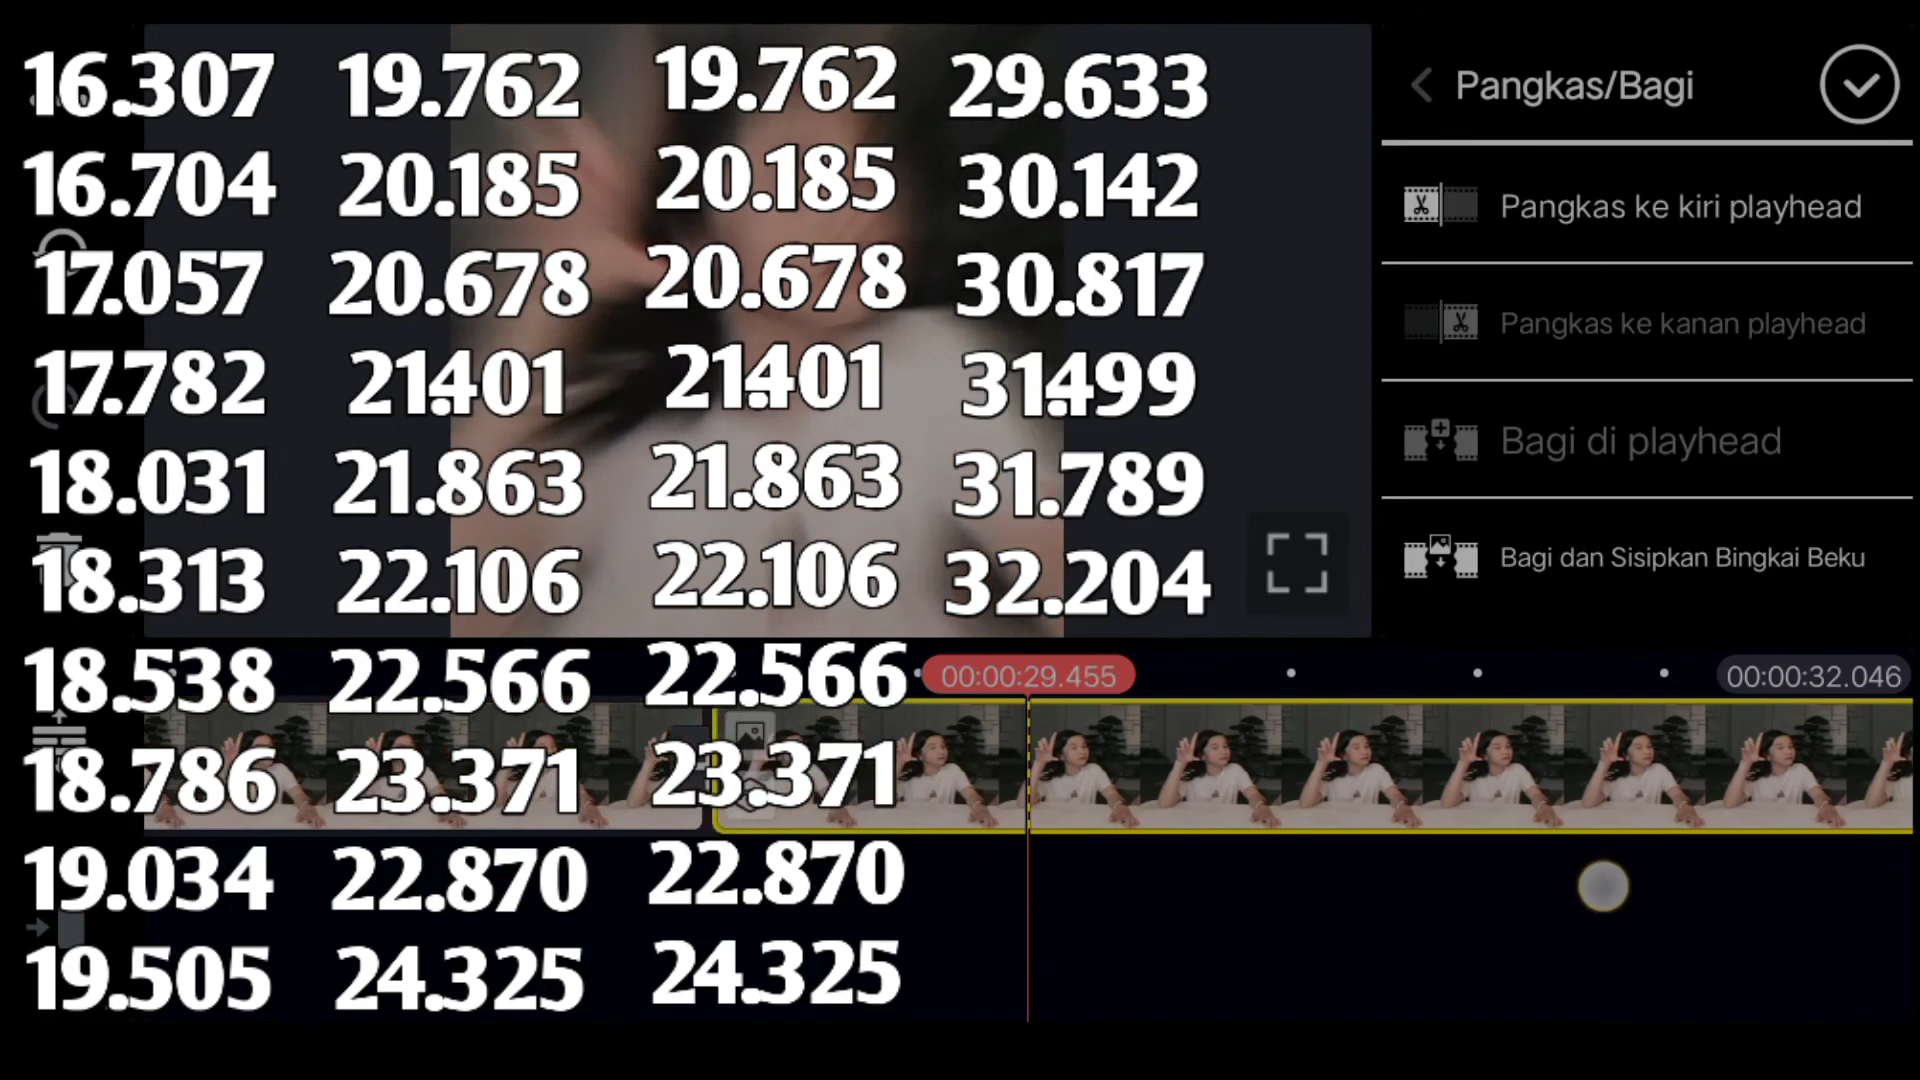 16.307 19.762 19.762 29.633
16.704 20.185 20.185 30.142
17.057 20.678 20.678 30.817
17.782 21.401 21.401 31.499
18.031 21.863 21.863 31.789
18.313 22.106 22.106 32.204
18.538 22.566 22.566
18.786 23.371 23.371
19.034 22.870 22.870
19.505 24.325 24.325
Pangkas/Bagi
Pangkas ke kiri playhead
Pangkas ke kanan playhead
Bagi di playhead
Bagi dan Sisipkan Bingkai Beku
00:00:29.455
00:00:32.046